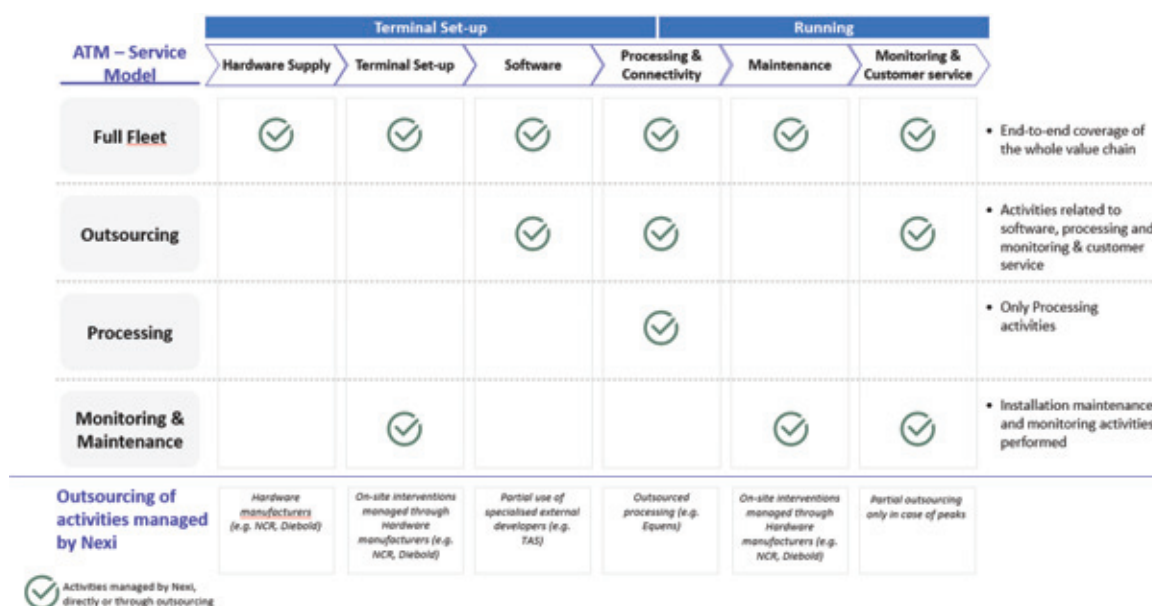 Terminal Set-up
Running
ATM – Service
Model
Hardware Supply
Terminal Set-up
Software
Processing &
Connectivity
Maintenance
Monitoring &
Customer service
Full Fleet
• End-to-end coverage of
the whole value chain
Outsourcing
• Activities related to
software, processing and
monitoring & customer
service
Processing
• Only Processing
activities
Monitoring &
Maintenance
• Installation maintenance
and monitoring activities
performed
Outsourcing of
activities managed
by Nexi
Hardware
manufacturers
(e.g. NCR, Diebold)
On-site interventions
managed through
Hardware
manufacturers (e.g.
NCR, Diebold)
Partial use of
specialised external
developers (e.g.
TAS)
Outsourced
processing (e.g.
Equens)
On-site interventions
managed through
Hardware
manufacturers (e.g.
NCR, Diebold)
Partial outsourcing
only in case of peaks
Activities managed by Nexi,
directly or through outsourcing